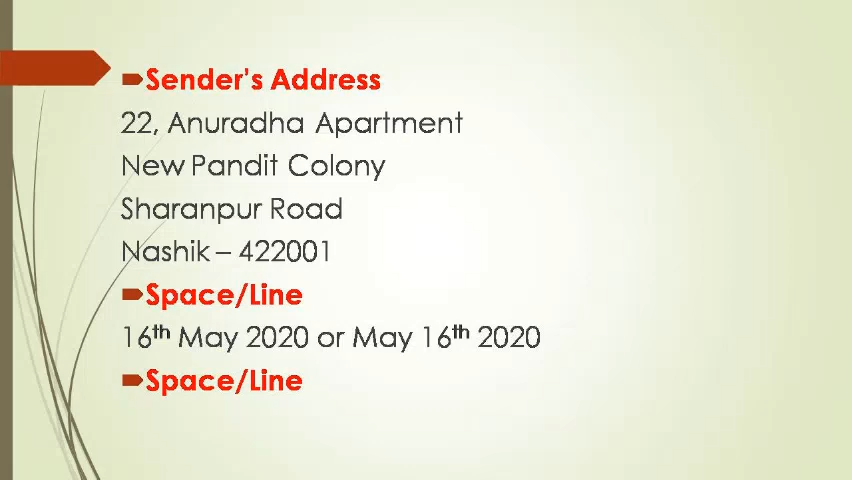 Sender's Address
22, Anuradha Apartment
New Pandit Colony
Sharanpur Road
Nashik – 422001
Space/Line
16th May 2020 or May 16th 2020
Space/Line